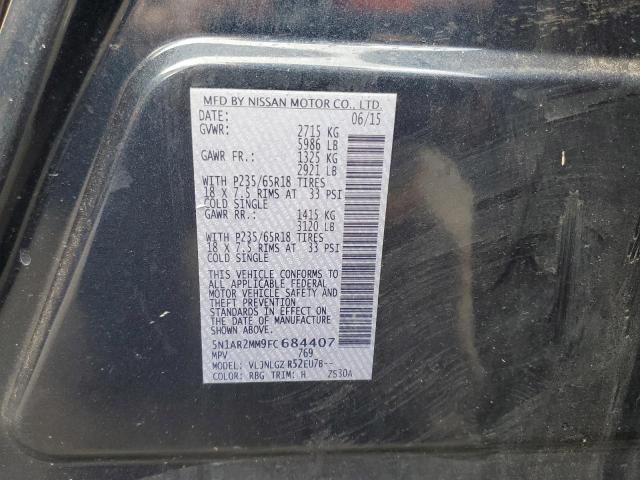 MFD BY NISSAN MOTOR CO., LTD.
DATE: 06/15
GVWR: 2715 KG
5986 LB
GAWR FR.: 1325 KG
2921 LB
WITH P235/65R18 TIRES
18 X 7.5 RIMS AT 33 PSI
COLD SINGLE
GAWR RR.: 1415 KG
3120 LB
WITH P235/65R18 TIRES
18 X 7.5 RIMS AT 33 PSI
COLD SINGLE
THIS VEHICLE CONFORMS TO
ALL APPLICABLE FEDERAL
MOTOR VEHICLE SAFETY AND
THEFT PREVENTION
STANDARDS IN EFFECT ON
THE DATE OF MANUFACTURE
SHOWN ABOVE.
5N1AR2MM9FC684407
MPV 769
MODEL: VLJNLGZ R52EU78--
COLOR: RBG TRIM: H ZS30A